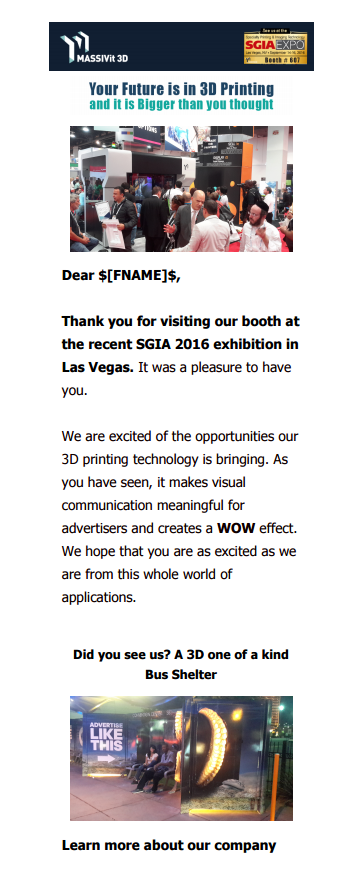 MASSIVit 3D
See us at the
Specialty Printing & Imaging Technology
SGIA EXPO
Las Vegas, NV • September 14-16, 2016
Booth # 607
Your Future is in 3D Printing
and it is Bigger than you thought
OPTIONS
Dear $[FNAME]$,
Thank you for visiting our booth at
the recent SGIA 2016 exhibition in
Las Vegas. It was a pleasure to have
you.
We are excited of the opportunities our
3D printing technology is bringing. As
you have seen, it makes visual
communication meaningful for
advertisers and creates a WOW effect.
We hope that you are as excited as we
are from this whole world of
applications.
Did you see us? A 3D one of a kind
Bus Shelter
ADVERTISE
LIKE
THIS
Learn more about our company